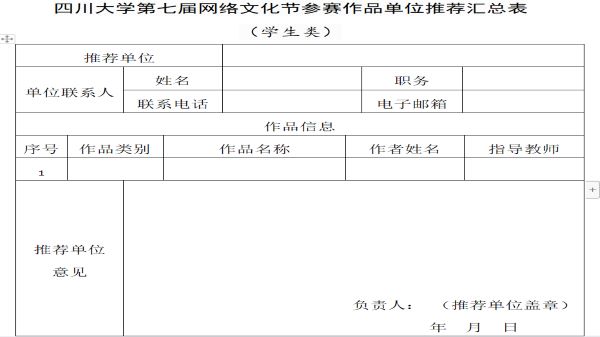 四川大学第七届网络文化节参赛作品单位推荐汇总表
（学生类）
推荐单位
单位联系人 姓名 职务
联系电话 电子邮箱
作品信息
序号 作品类别 作品名称 作者姓名 指导教师
1
推荐单位
意见
负责人： （推荐单位盖章）
年 月 日